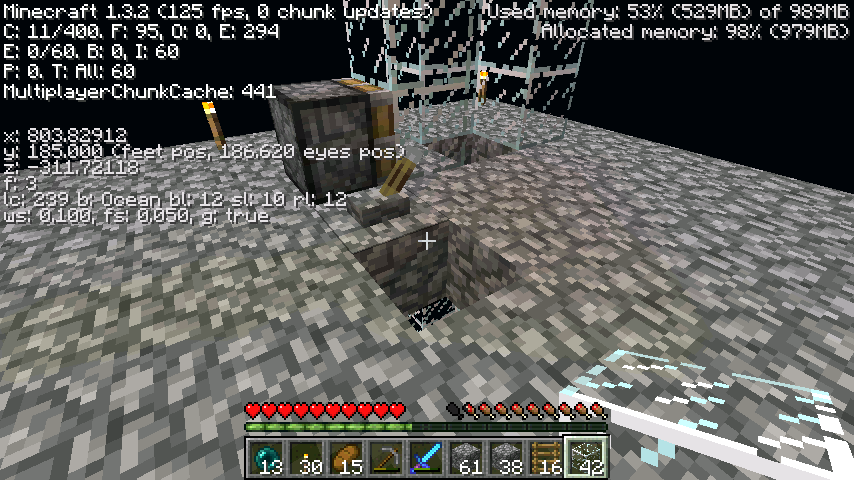 Minecraft 1.3.2 (125 fps, 0 chunk updates)
Used memory: 53% (529MB) of 989MB
C: 11/400. F: 95, O: 0, E: 294
Allocated memory: 98% (979MB)
E: 0/60. B: 0, I: 60
P: 0. T: All: 60
MultiplayerChunkCache: 441
x: 803.82912
y: 185.000 (feet pos, 186.620 eyes pos)
z: -311.72118
f: 3
lc: 239 b: Ocean bl: 12 sl: 10 rl: 12
ws: 0.100, fs: 0.050, g: true
13 30 15 61 38 16 42